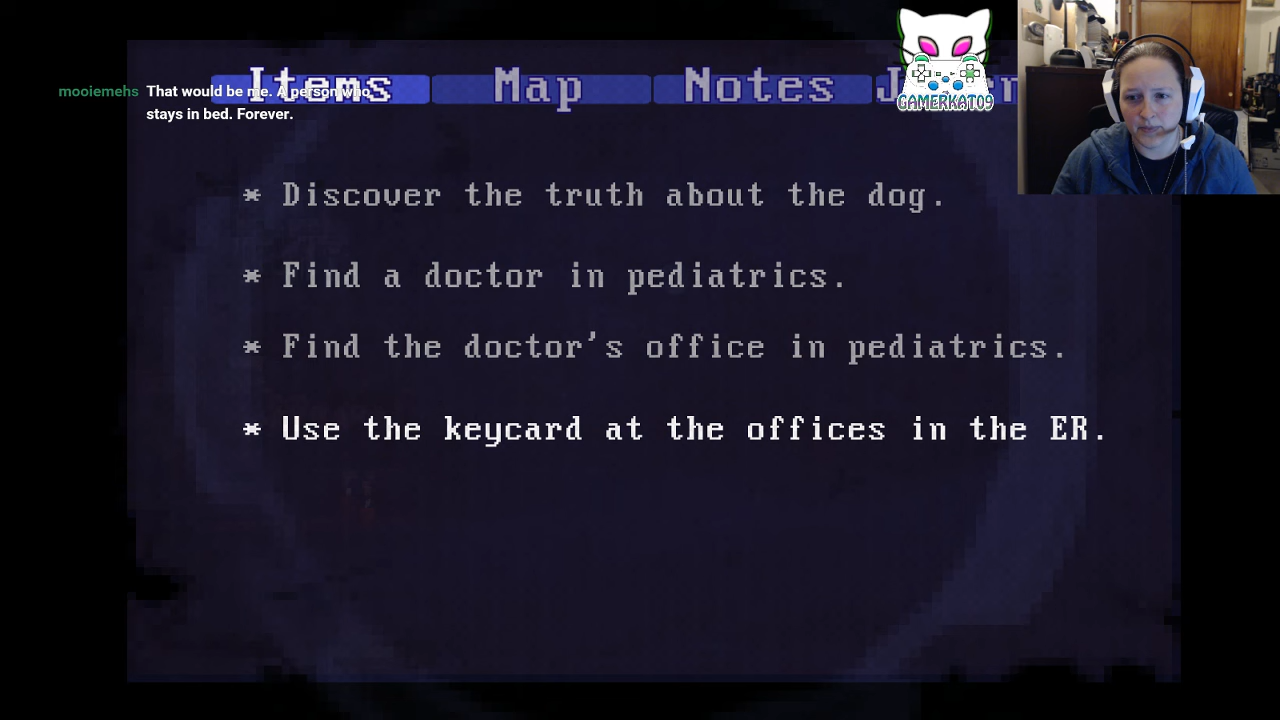 Items Map Notes
GAMERKAT09
mooiemehs That would be me. A person who
stays in bed. Forever.
* Discover the truth about the dog.
* Find a doctor in pediatrics.
* Find the doctor's office in pediatrics.
* Use the keycard at the offices in the ER.